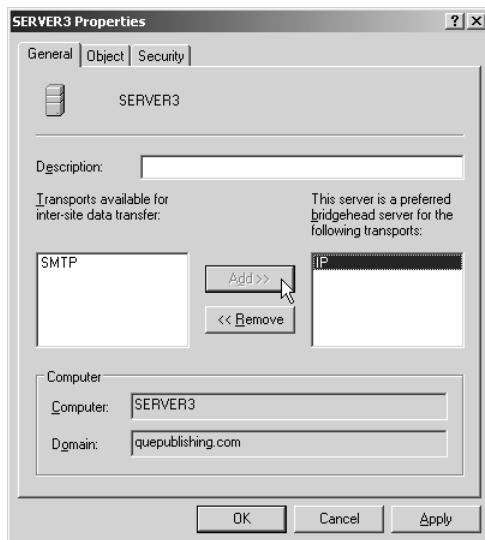 SERVER3 Properties
General Object Security
SERVER3
Description:
Transports available for
inter-site data transfer:
This server is a preferred
bridgehead server for the
following transports:
SMTP
IP
Add >>
<< Remove
Computer
Computer: SERVER3
Domain: quepublishing.com
OK Cancel Apply